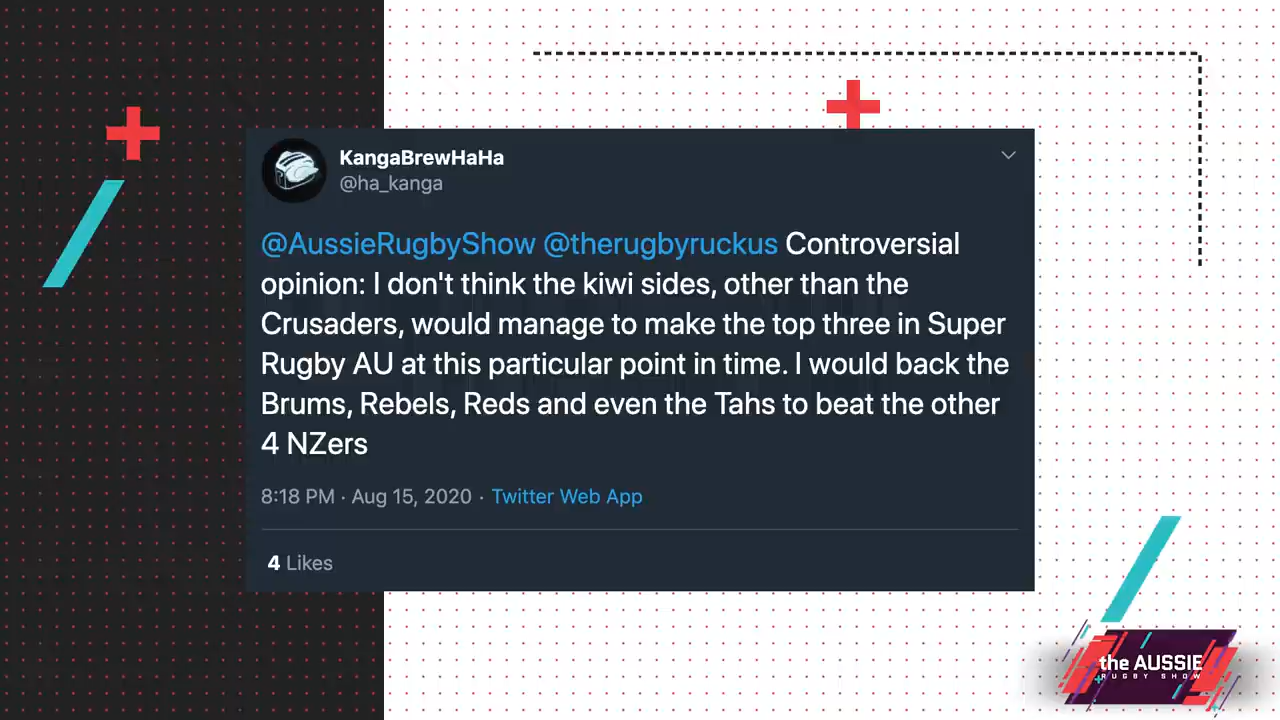 KangaBrewHaHa
@ha_kanga
@AussieRugbyShow @therugbyruckus Controversial
opinion: I don't think the kiwi sides, other than the
Crusaders, would manage to make the top three in Super
Rugby AU at this particular point in time. I would back the
Brums, Rebels, Reds and even the Tahs to beat the other
4 NZers
8:18 PM · Aug 15, 2020 · Twitter Web App
4 Likes
the AUSSIE
RUGBY SHOW